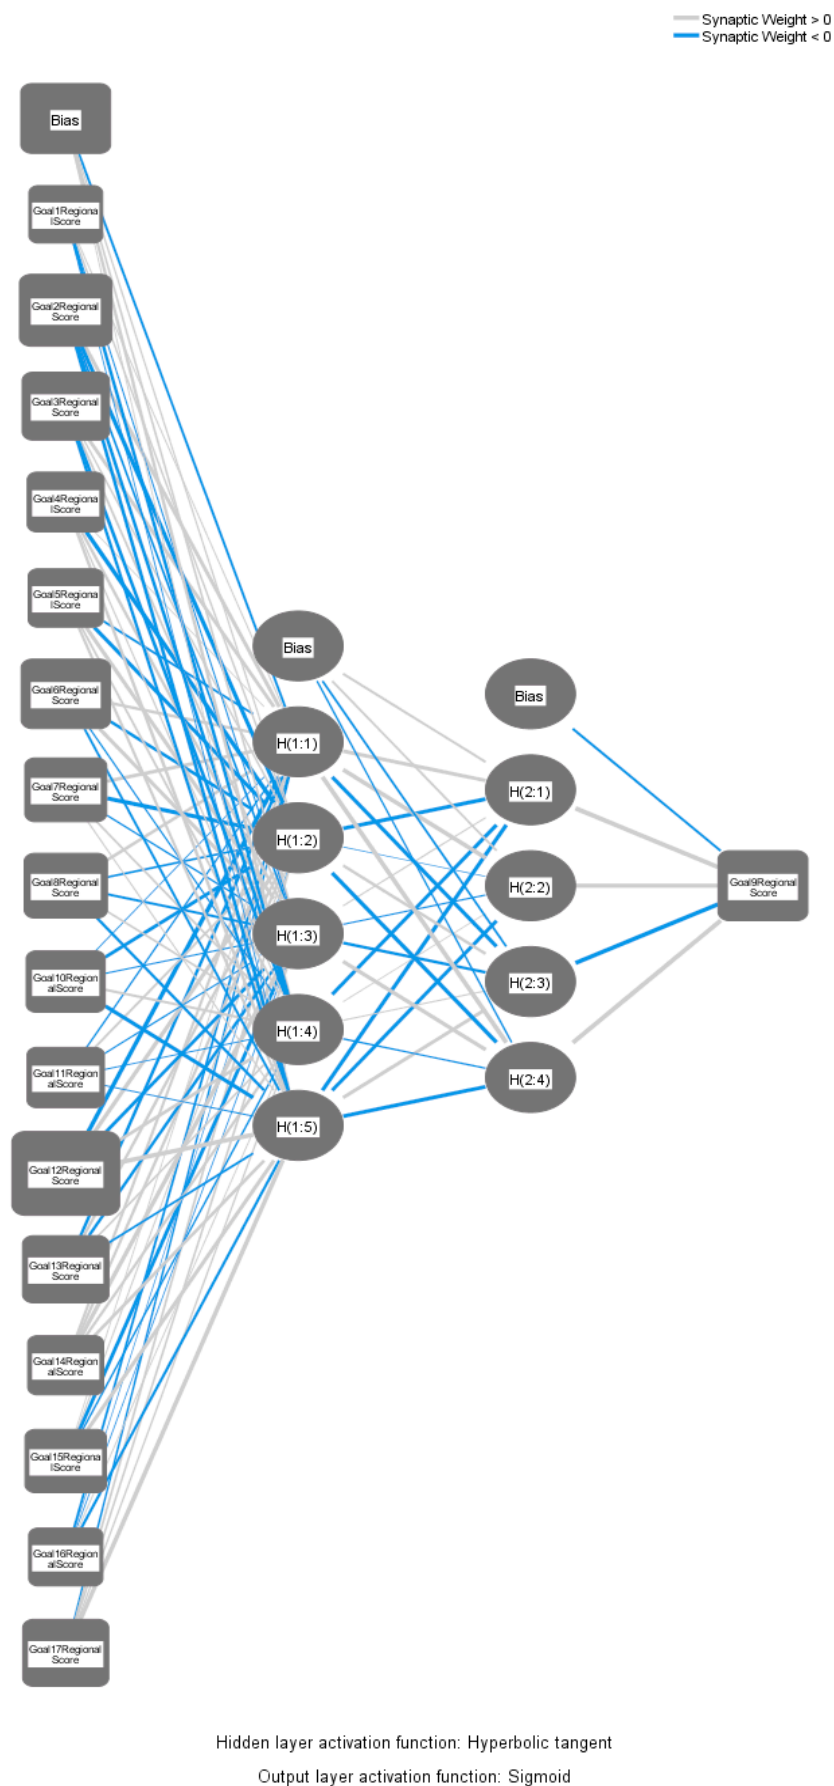 Synaptic Weight > 0
Synaptic Weight < 0
Bias
Goal1Regiona
lScore
Goal2Regional
Score
Goal3Regional
Score
Goal4Regiona
lScore
Goal5Regiona
lScore
Goal6Regional
Score
Goal7Regional
Score
Goal8Regional
Score
Goal10Region
alScore
Goal11Region
alScore
Goal12Regional
Score
Goal13Regional
Score
Goal14Region
alScore
Goal15Regiona
lScore
Goal16Region
alScore
Goal17Regional
Score
Bias
H(1:1)
H(1:2)
H(1:3)
H(1:4)
H(1:5)
Bias
H(2:1)
H(2:2)
H(2:3)
H(2:4)
Goal9Regional
Score
Hidden layer activation function: Hyperbolic tangent
Output layer activation function: Sigmoid